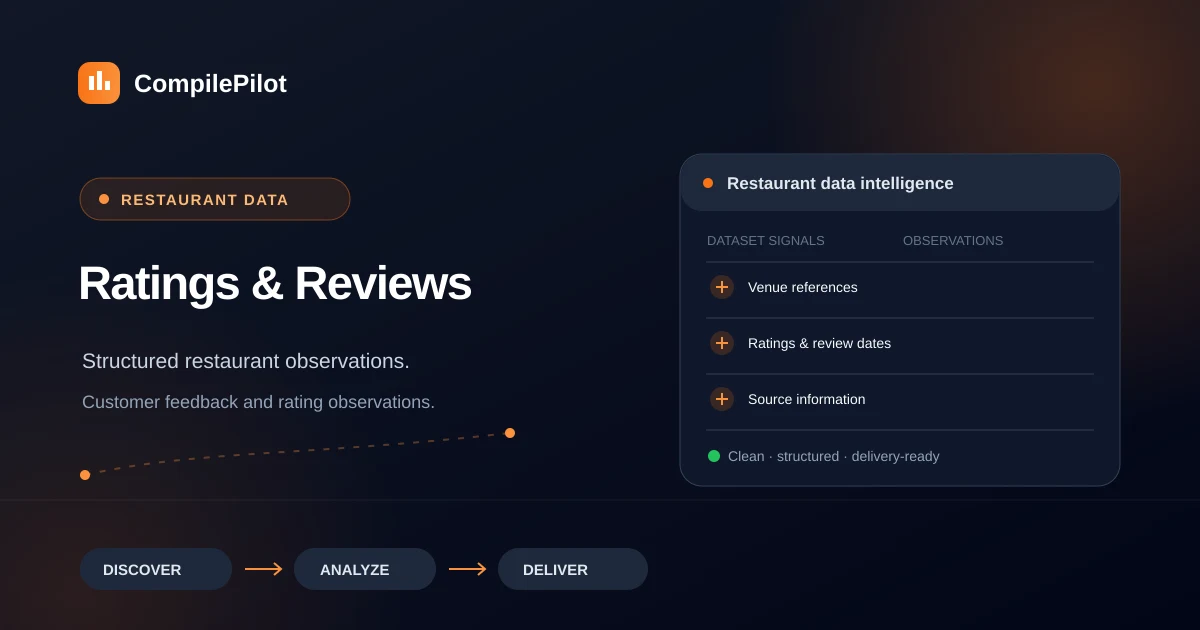 CompilePilot
RESTAURANT DATA
Ratings & Reviews
Structured restaurant observations.
Customer feedback and rating observations.
Restaurant data intelligence
DATASET SIGNALS OBSERVATIONS
Venue references
Ratings & review dates
Source information
Clean · structured · delivery-ready
DISCOVER
ANALYZE
DELIVER